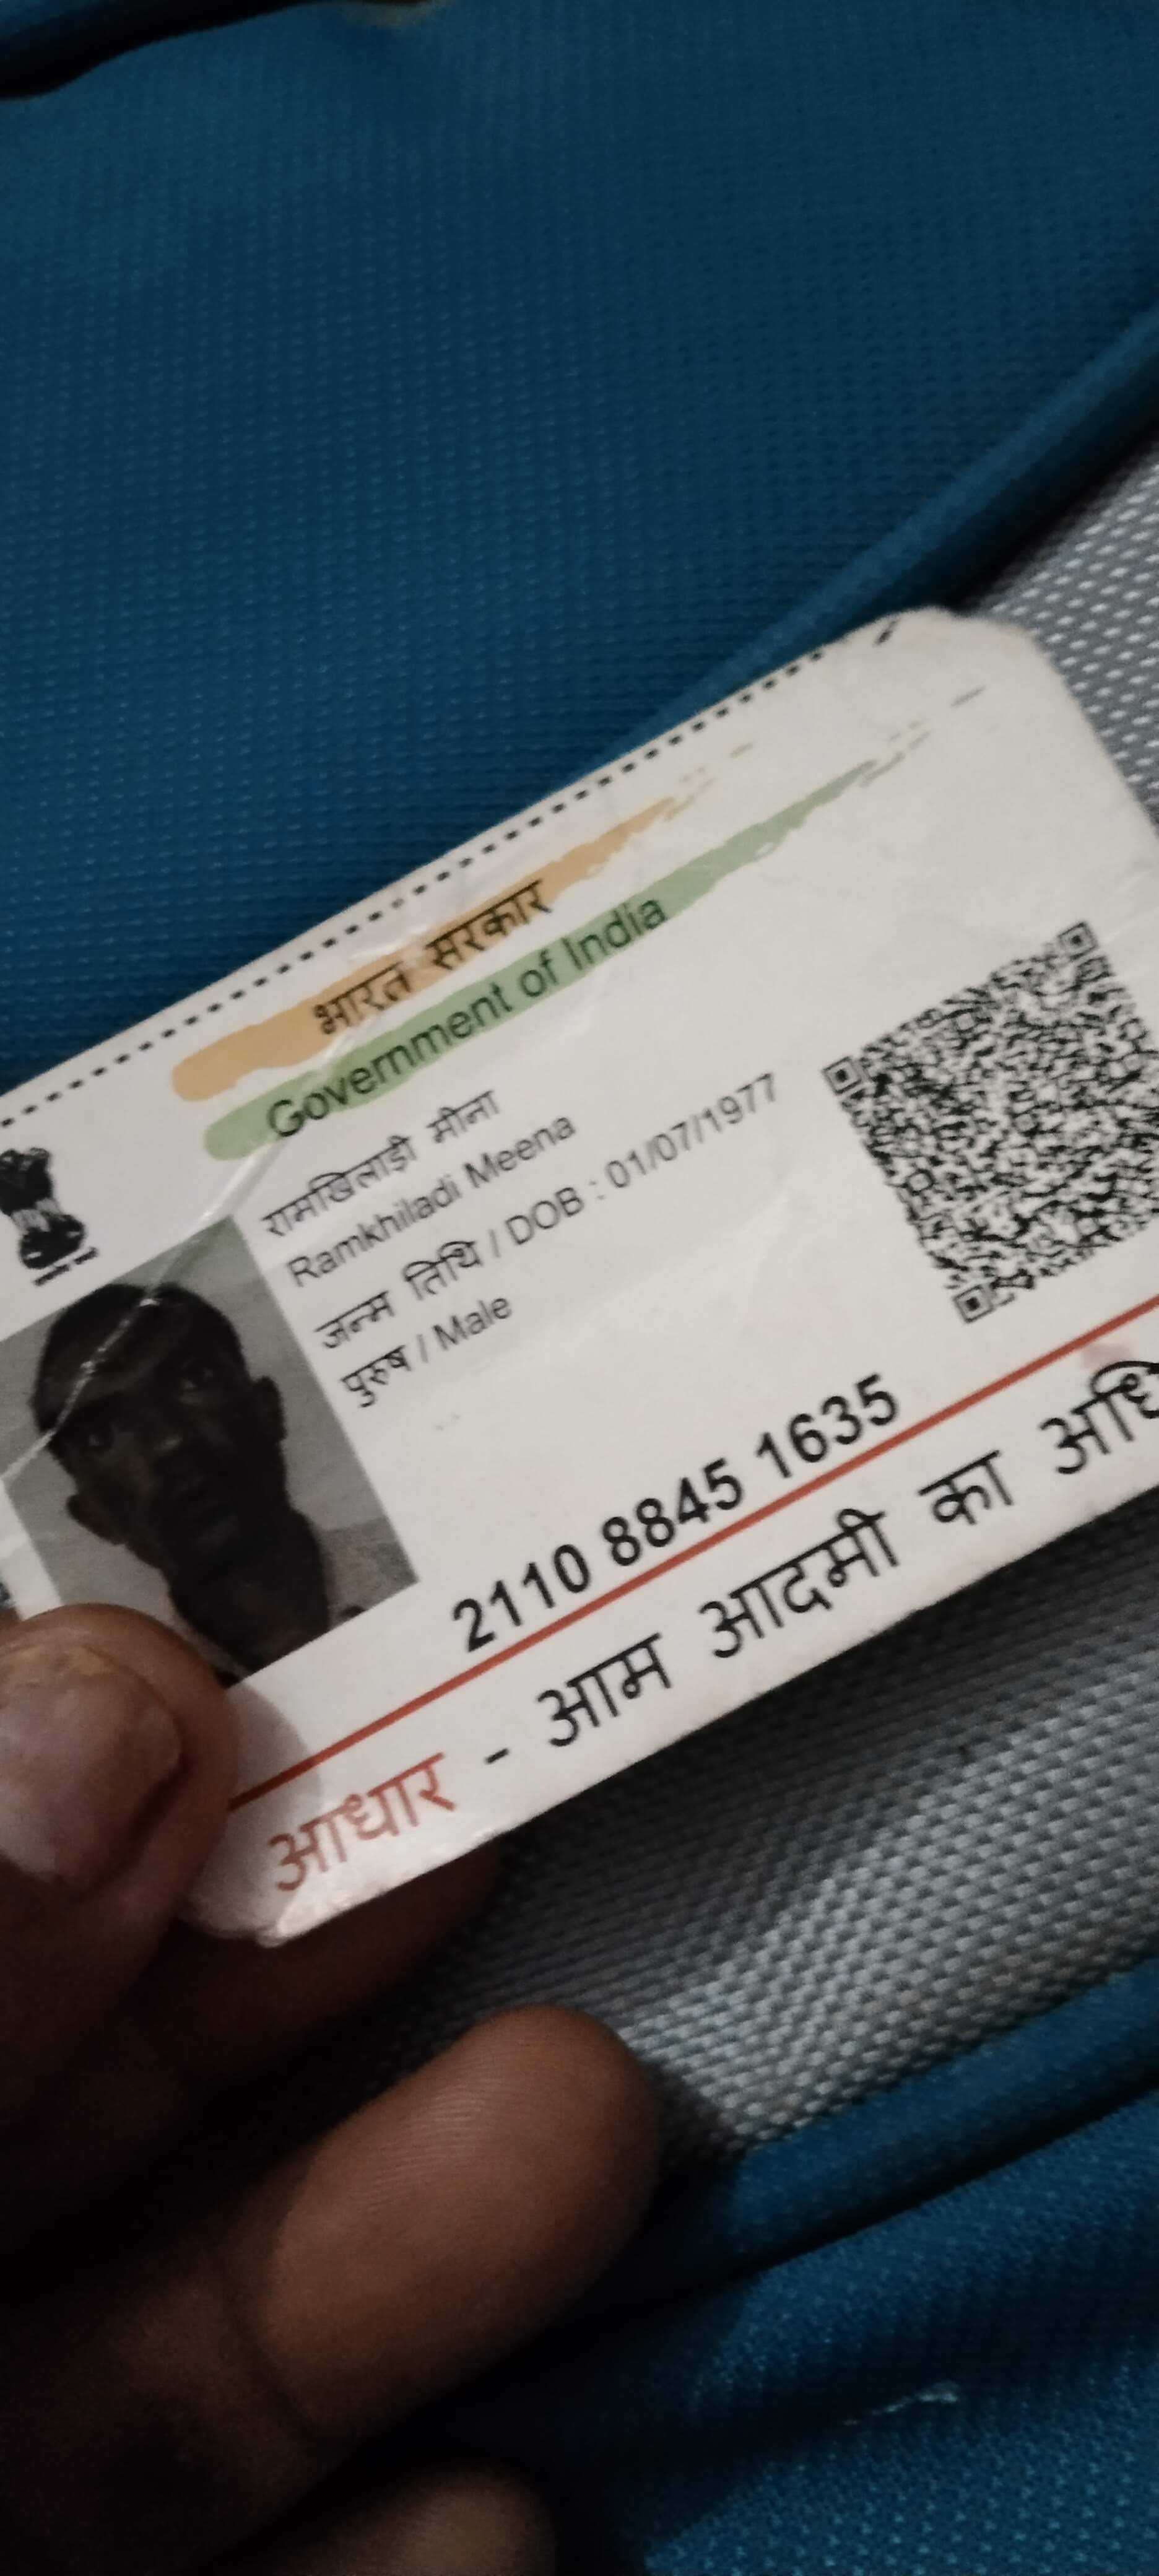 भारत सरकार
Government of India
रामखिलाड़ी मीना
Ramkhiladi Meena
जन्म तिथि / DOB : 01/07/1977
पुरुष / Male
2110 8845 1635
आधार - आम आदमी का अधि